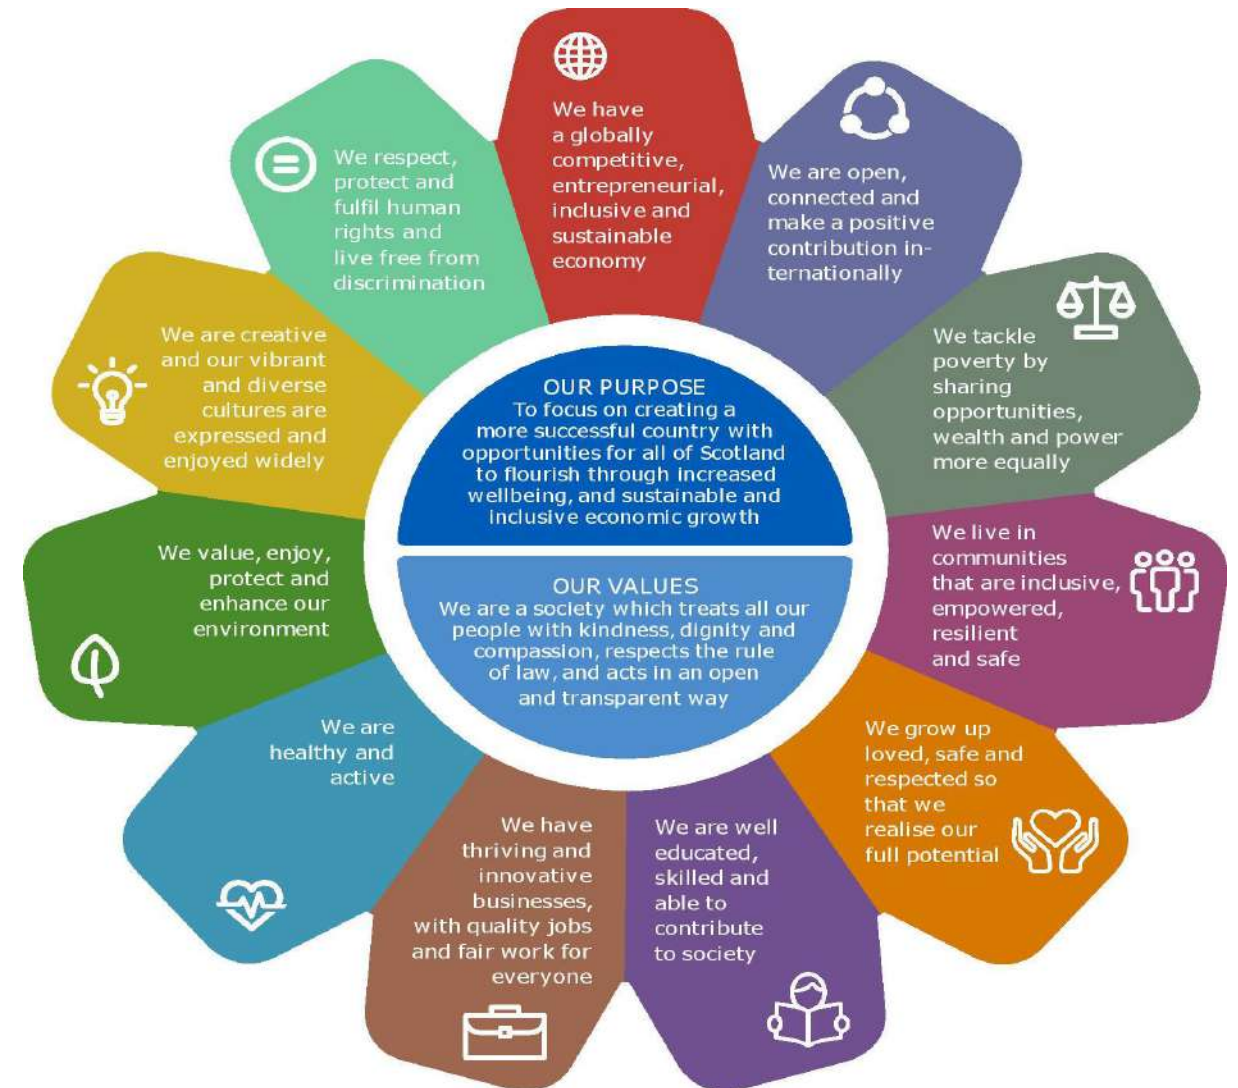 We have
a globally
competitive,
entrepreneurial,
inclusive and
sustainable
economy
We are open,
connected and
make a positive
contribution in-
ternationally
We tackle
poverty by
sharing
opportunities,
wealth and power
more equally
We live in
communities
that are inclusive,
empowered,
resilient
and safe
We grow up
loved, safe and
respected so
that we
realise our
full potential
We are well
educated,
skilled and
able to
contribute
to society
We have
thriving and
innovative
businesses,
with quality jobs
and fair work for
everyone
We are
healthy and
active
We value, enjoy,
protect and
enhance our
environment
We are creative
and our vibrant
and diverse
cultures are
expressed and
enjoyed widely
We respect,
protect and
fulfil human
rights and
live free from
discrimination
OUR PURPOSE
To focus on creating a
more successful country with
opportunities for all of Scotland
to flourish through increased
wellbeing, and sustainable and
inclusive economic growth
OUR VALUES
We are a society which treats all our
people with kindness, dignity and
compassion, respects the rule
of law, and acts in an open
and transparent way